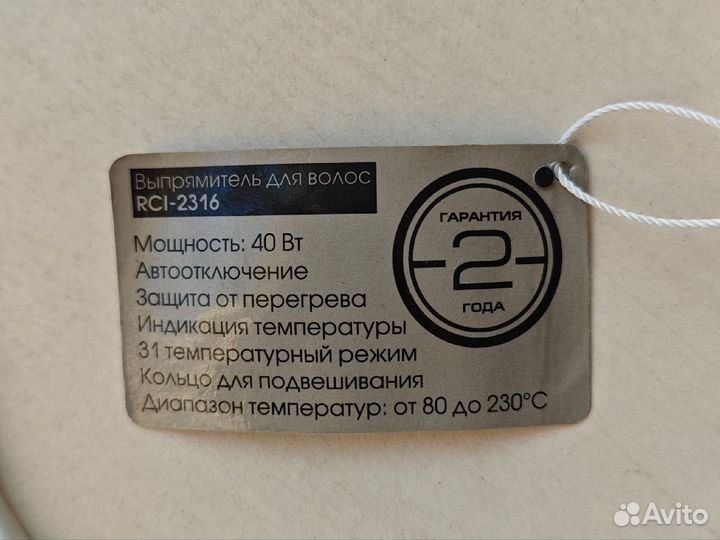 Выпрямитель для волос
RCI-2316
Мощность: 40 Вт
Автоотключение
Защита от перегрева
Индикация температуры
31 температурный режим
Кольцо для подвешивания
Диапазон температур: от 80 до 230°С
ГАРАНТИЯ
2
ГОДА
Avito